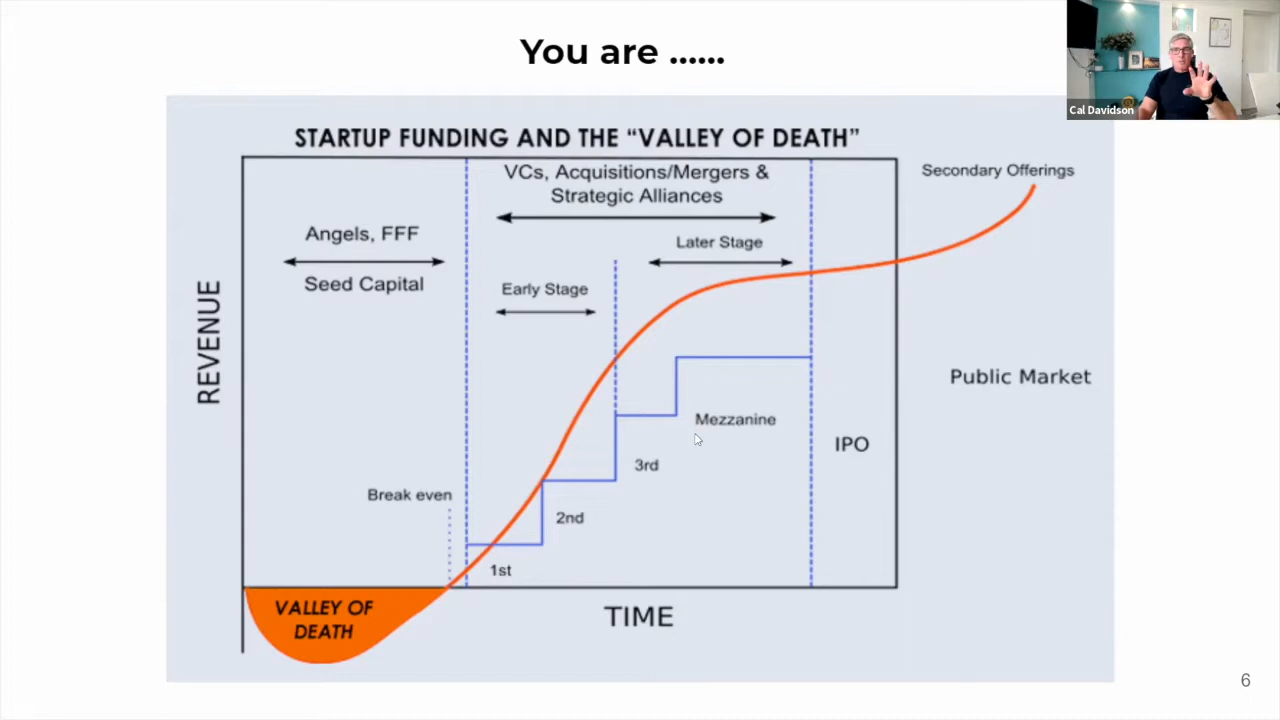 You are ......
Cal Davidson
STARTUP FUNDING AND THE “VALLEY OF DEATH”
VCs, Acquisitions/Mergers &
Strategic Alliances
Secondary Offerings
Angels, FFF
Seed Capital
Later Stage
Early Stage
REVENUE
Public Market
Mezzanine
IPO
3rd
Break even
2nd
1st
VALLEY OF
DEATH
TIME
6